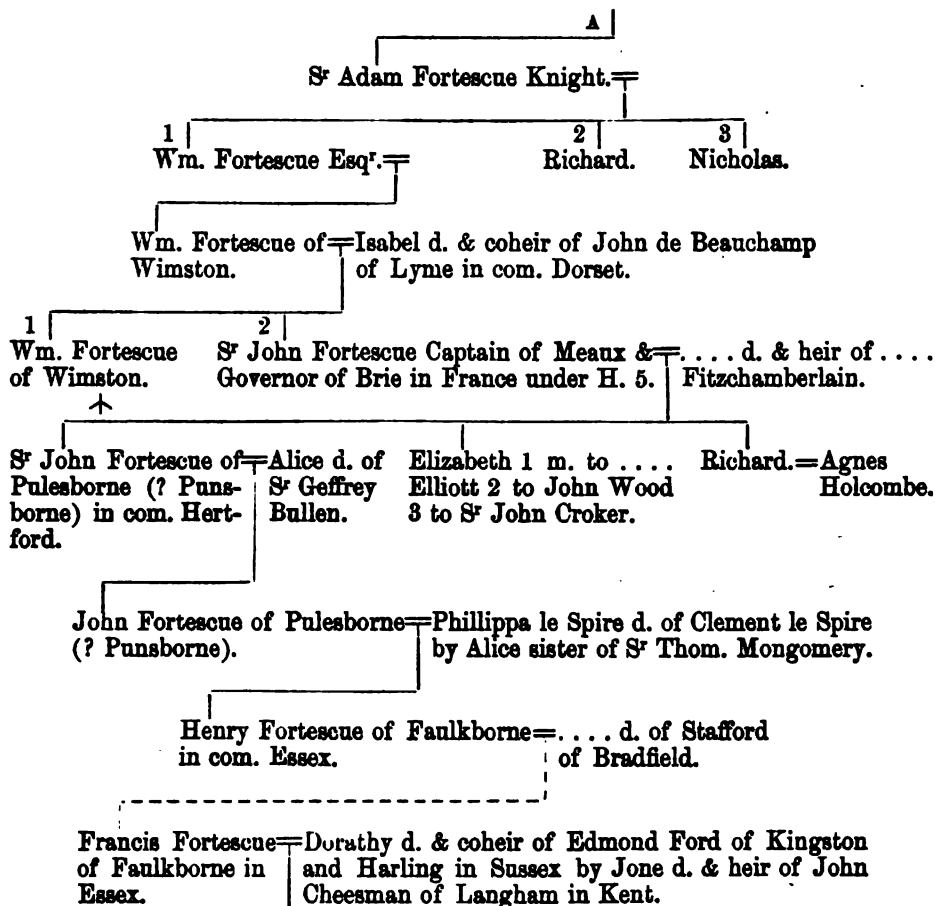 A
Sʳ Adam Fortescue Knight.
1 2 3
Wm. Fortescue Esqʳ. Richard. Nicholas.
Wm. Fortescue of Wimston.
Isabel d. & coheir of John de Beauchamp
of Lyme in com. Dorset.
1 2
Wm. Fortescue
of Wimston.
Sʳ John Fortescue Captain of Meaux &
Governor of Brie in France under H. 5.
. . . . d. & heir of . . . .
Fitzchamberlain.
Sʳ John Fortescue of
Pulesborne (? Puns-
borne) in com. Hert-
ford.
Alice d. of
Sʳ Geffrey
Bullen.
Elizabeth 1 m. to . . . .
Elliott 2 to John Wood
3 to Sʳ John Croker.
Richard.=Agnes
Holcombe.
John Fortescue of Pulesborne
(? Punsborne).
Phillippa le Spire d. of Clement le Spire
by Alice sister of Sʳ Thom. Mongomery.
Henry Fortescue of Faulkborne
in com. Essex.
=. . . . d. of Stafford
of Bradfield.
Francis Fortescue
of Faulkborne in
Essex.
Dorathy d. & coheir of Edmond Ford of Kingston
and Harling in Sussex by Jone d. & heir of John
Cheesman of Langham in Kent.